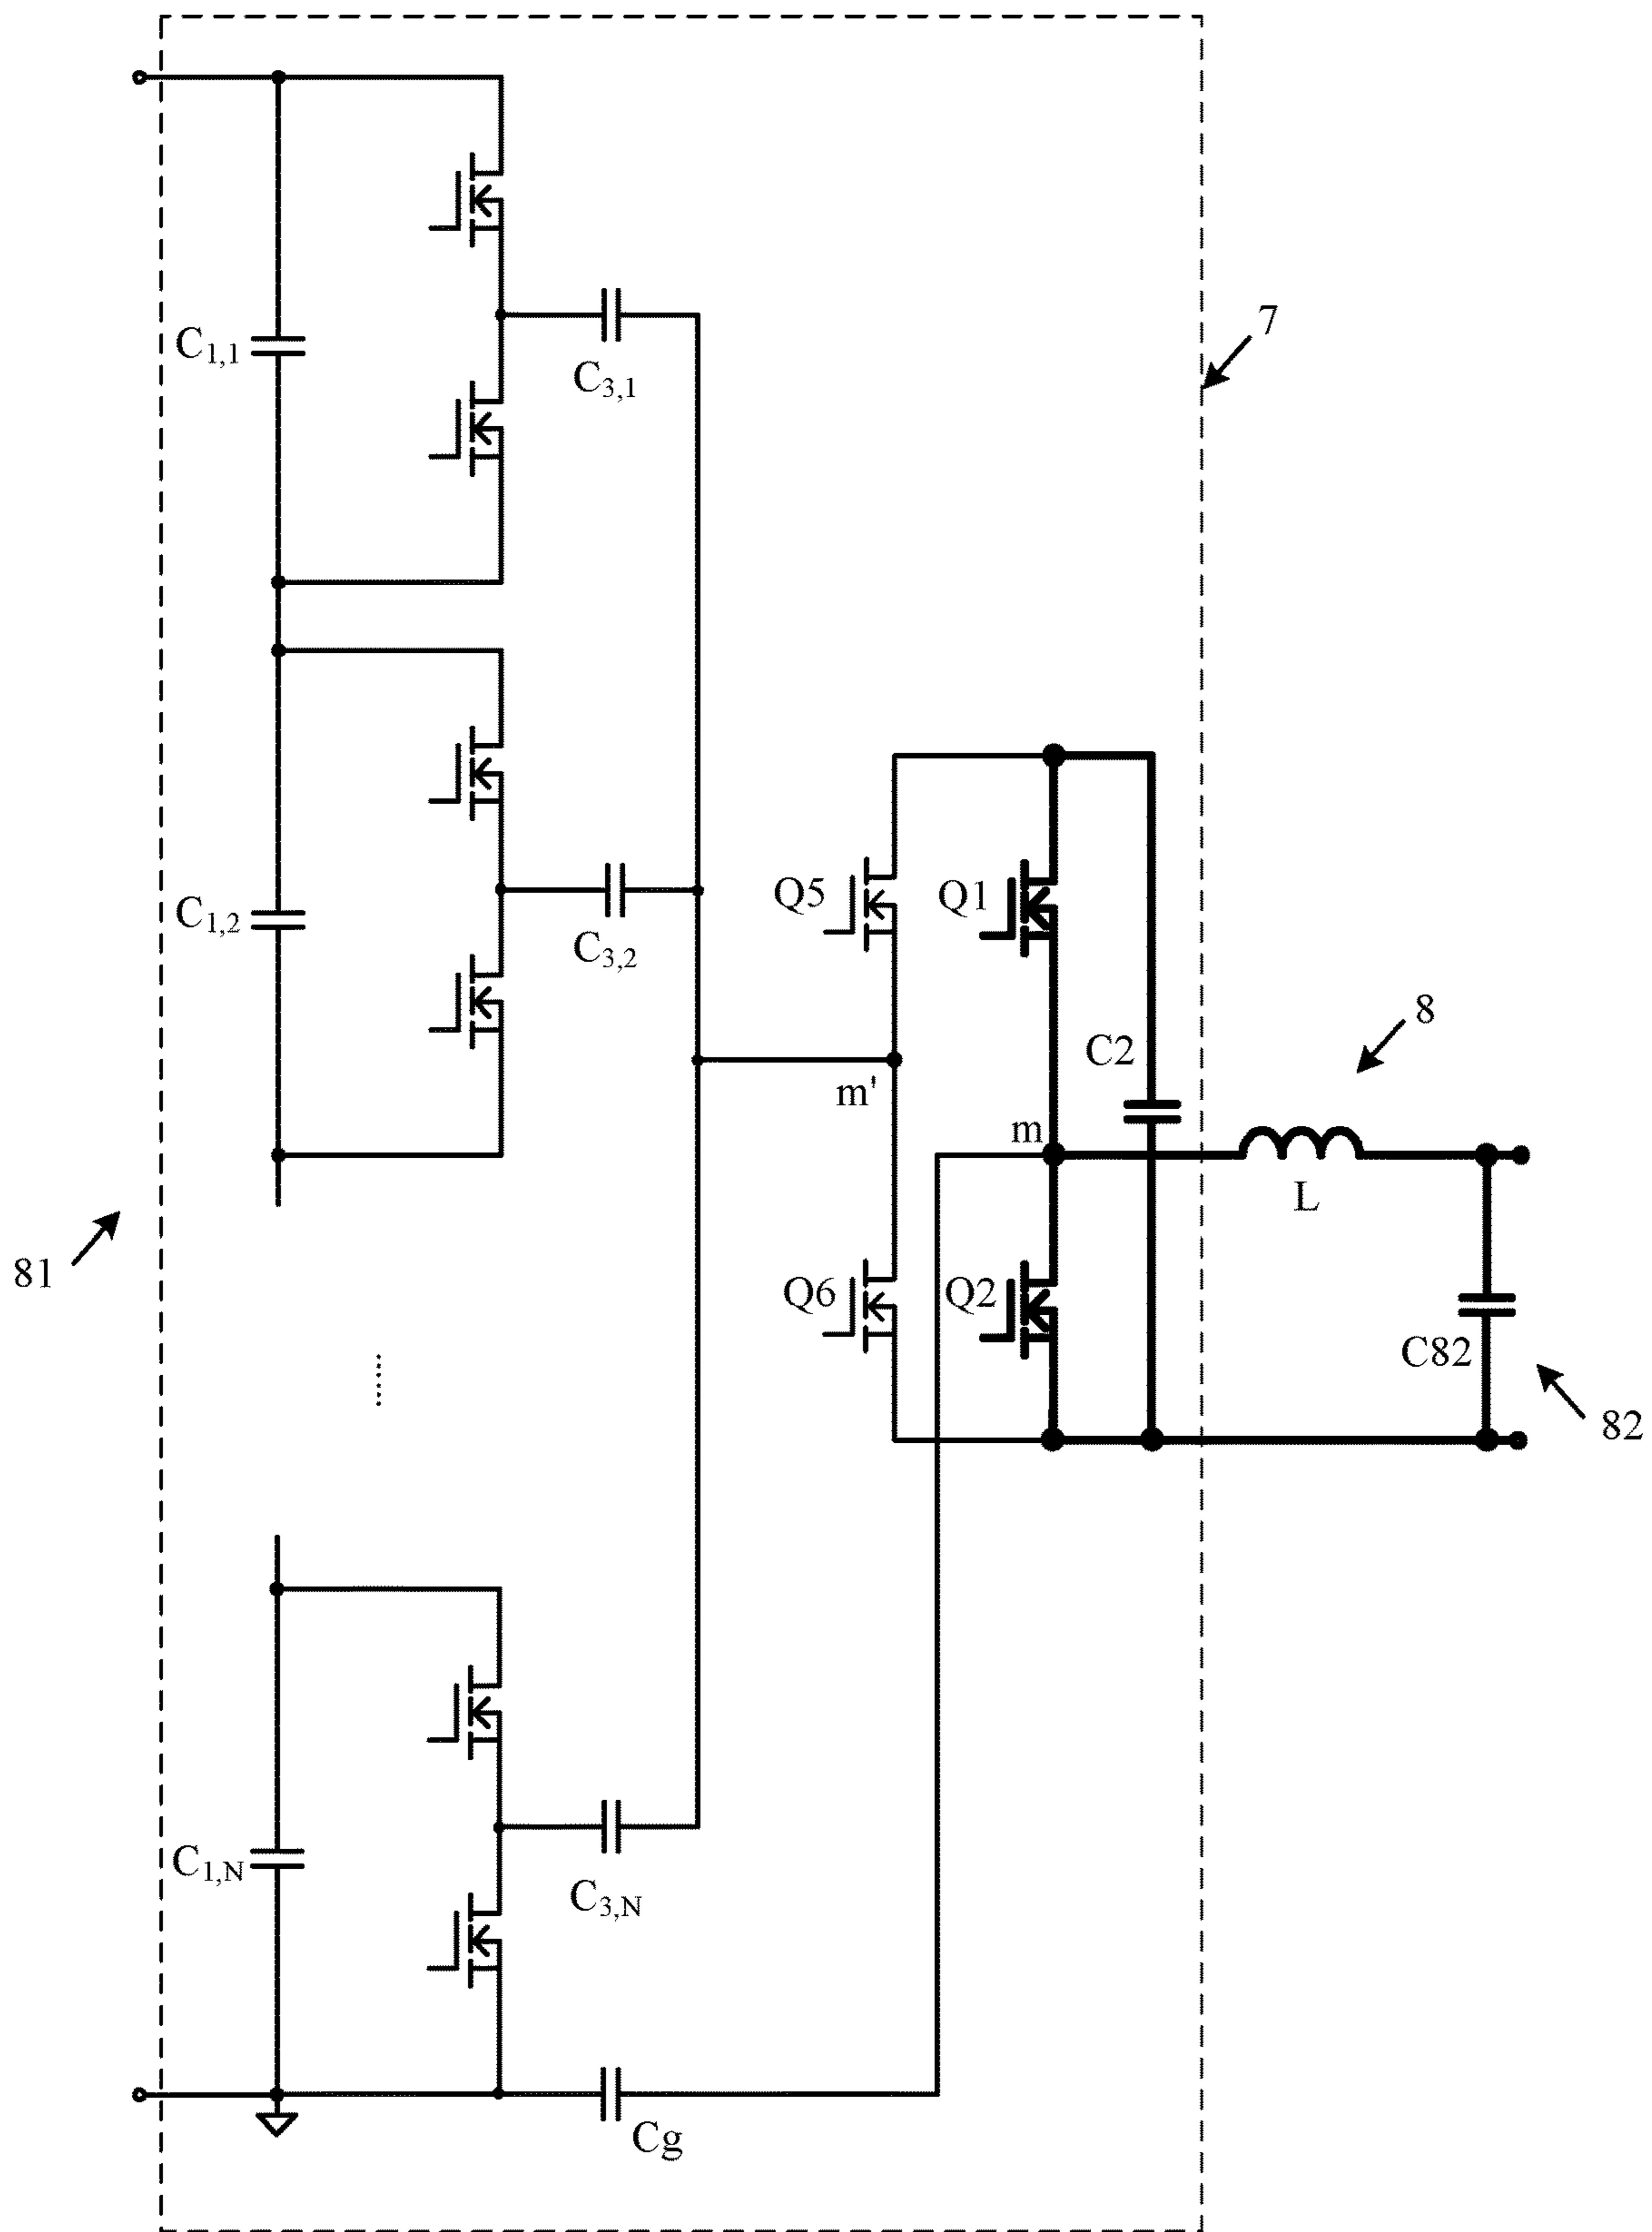 7
C1,1
C3,1
C1,2
C3,2
Q5
Q1
8
C2
m'
m
L
81
Q6
Q2
C82
......
82
C1,N
C3,N
Cg